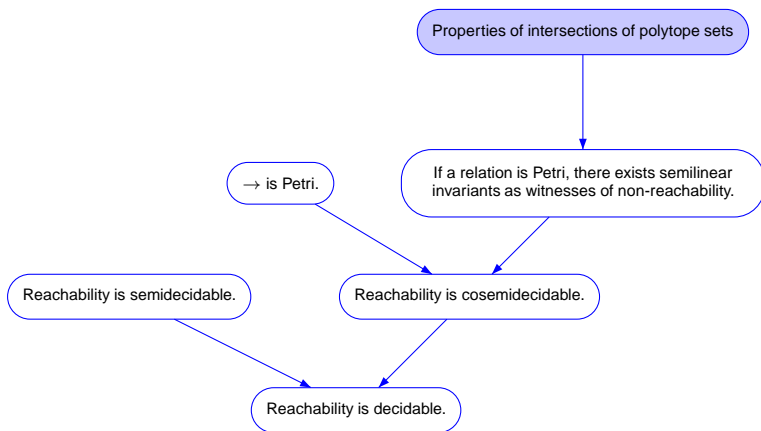 Properties of intersections of polytope sets
→ is Petri.
If a relation is Petri, there exists semilinear
invariants as witnesses of non-reachability.
Reachability is semidecidable.
Reachability is cosemidecidable.
Reachability is decidable.